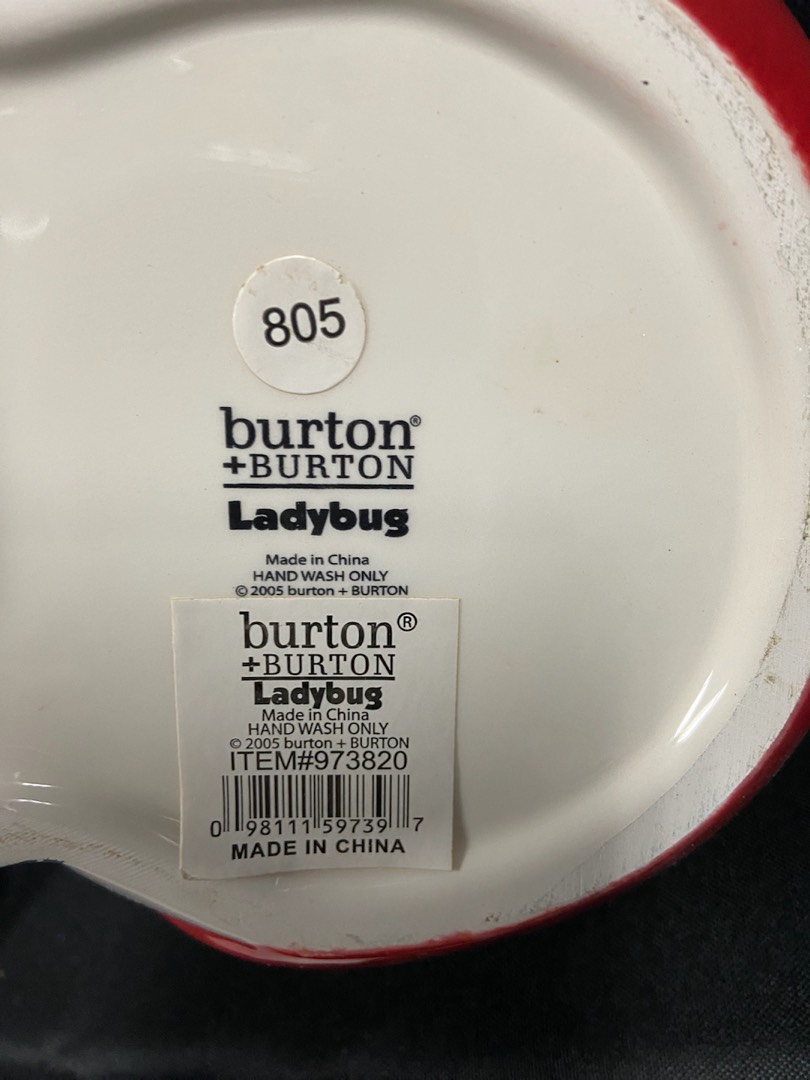 805
burton®
+BURTON
Ladybug
Made in China
HAND WASH ONLY
© 2005 burton + BURTON
burton®
+BURTON
Ladybug
Made in China
HAND WASH ONLY
© 2005 burton + BURTON
ITEM#973820
0 98111 59739 7
MADE IN CHINA